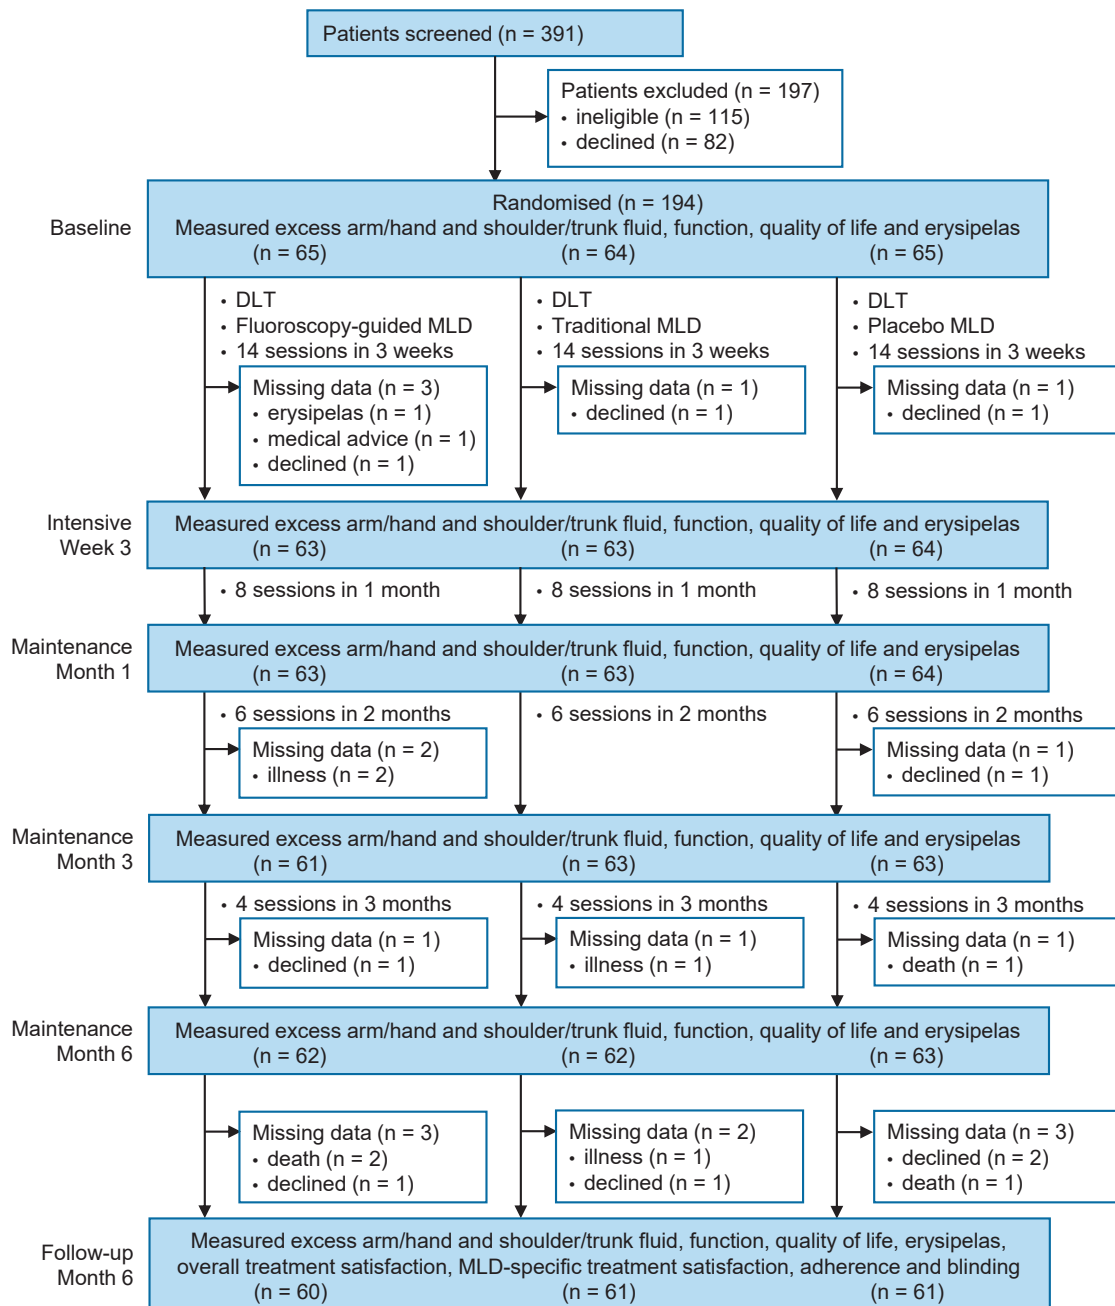 Patients screened (n = 391)
Patients excluded (n = 197)
• ineligible (n = 115)
• declined (n = 82)
Baseline
Randomised (n = 194)
Measured excess arm/hand and shoulder/trunk fluid, function, quality of life and erysipelas
(n = 65) (n = 64) (n = 65)
• DLT
• Fluoroscopy-guided MLD
• 14 sessions in 3 weeks
Missing data (n = 3)
• erysipelas (n = 1)
• medical advice (n = 1)
• declined (n = 1)
• DLT
• Traditional MLD
• 14 sessions in 3 weeks
Missing data (n = 1)
• declined (n = 1)
• DLT
• Placebo MLD
• 14 sessions in 3 weeks
Missing data (n = 1)
• declined (n = 1)
Intensive
Week 3
Measured excess arm/hand and shoulder/trunk fluid, function, quality of life and erysipelas
(n = 63) (n = 63) (n = 64)
• 8 sessions in 1 month
• 8 sessions in 1 month
• 8 sessions in 1 month
Maintenance
Month 1
Measured excess arm/hand and shoulder/trunk fluid, function, quality of life and erysipelas
(n = 63) (n = 63) (n = 64)
• 6 sessions in 2 months
Missing data (n = 2)
• illness (n = 2)
• 6 sessions in 2 months
• 6 sessions in 2 months
Missing data (n = 1)
• declined (n = 1)
Maintenance
Month 3
Measured excess arm/hand and shoulder/trunk fluid, function, quality of life and erysipelas
(n = 61) (n = 63) (n = 63)
• 4 sessions in 3 months
Missing data (n = 1)
• declined (n = 1)
• 4 sessions in 3 months
Missing data (n = 1)
• illness (n = 1)
• 4 sessions in 3 months
Missing data (n = 1)
• death (n = 1)
Maintenance
Month 6
Measured excess arm/hand and shoulder/trunk fluid, function, quality of life and erysipelas
(n = 62) (n = 62) (n = 63)
Missing data (n = 3)
• death (n = 2)
• declined (n = 1)
Missing data (n = 2)
• illness (n = 1)
• declined (n = 1)
Missing data (n = 3)
• declined (n = 2)
• death (n = 1)
Follow-up
Month 6
Measured excess arm/hand and shoulder/trunk fluid, function, quality of life, erysipelas,
overall treatment satisfaction, MLD-specific treatment satisfaction, adherence and blinding
(n = 60) (n = 61) (n = 61)